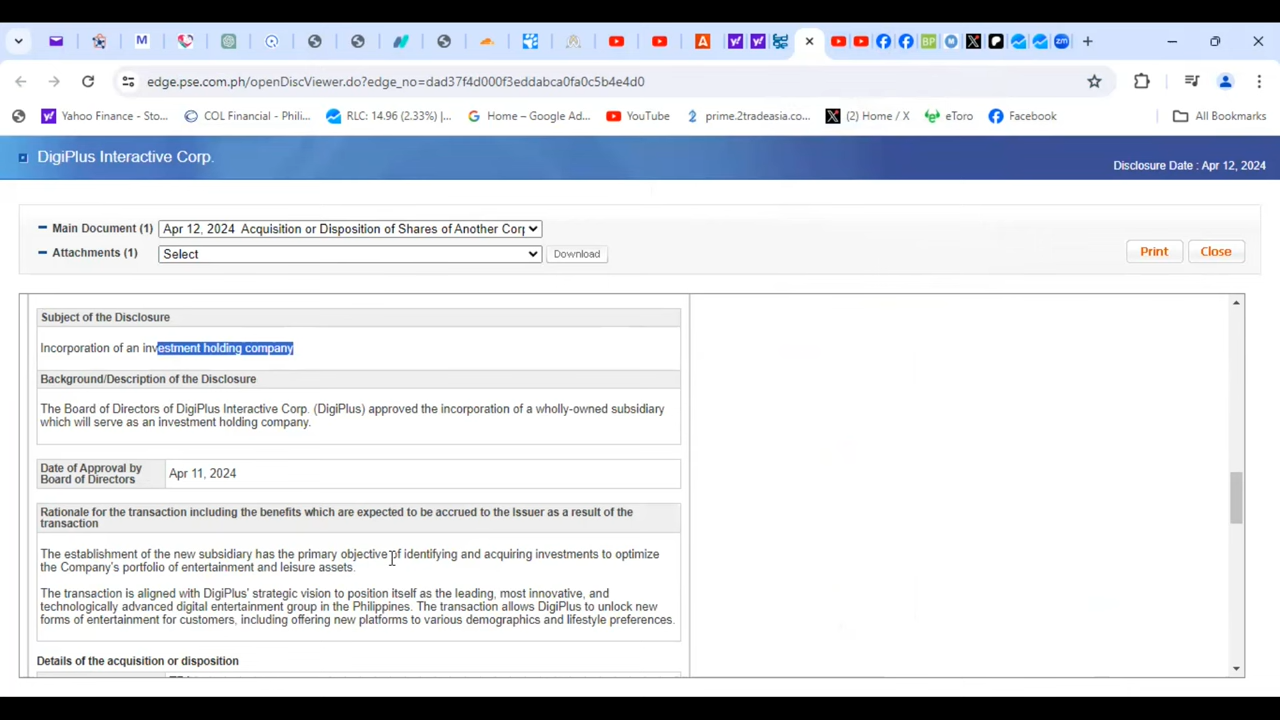 edge.pse.com.ph/openDiscViewer.do?edge_no=dad37f4d000f3eddabca0fa0c5b4e4d0
Yahoo Finance - Sto... COL Financial - Phili... RLC: 14.96 (2.33%) |... Home – Google Ad... YouTube prime.2tradeasia.co... (2) Home / X eToro Facebook All Bookmarks
DigiPlus Interactive Corp.
Disclosure Date : Apr 12, 2024
Main Document (1) Apr 12, 2024 Acquisition or Disposition of Shares of Another Corp
Attachments (1) Select Download
Print Close
Subject of the Disclosure
Incorporation of an investment holding company
Background/Description of the Disclosure
The Board of Directors of DigiPlus Interactive Corp. (DigiPlus) approved the incorporation of a wholly-owned subsidiary
which will serve as an investment holding company.
Date of Approval by
Board of Directors
Apr 11, 2024
Rationale for the transaction including the benefits which are expected to be accrued to the Issuer as a result of the
transaction
The establishment of the new subsidiary has the primary objective of identifying and acquiring investments to optimize
the Company's portfolio of entertainment and leisure assets.
The transaction is aligned with DigiPlus' strategic vision to position itself as the leading, most innovative, and
technologically advanced digital entertainment group in the Philippines. The transaction allows DigiPlus to unlock new
forms of entertainment for customers, including offering new platforms to various demographics and lifestyle preferences.
Details of the acquisition or disposition